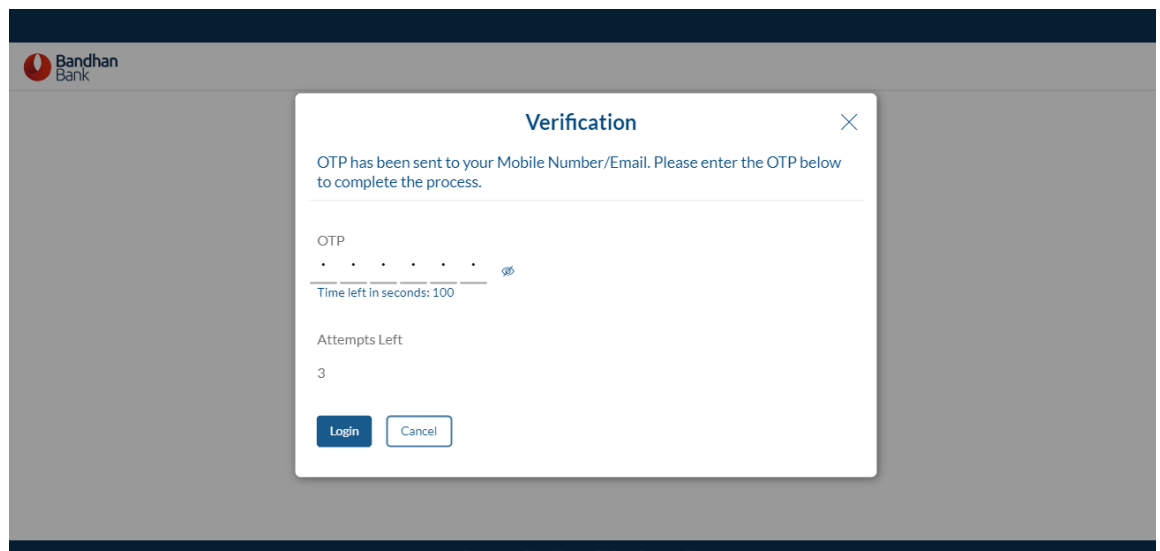 Bandhan
Bank
Verification
OTP has been sent to your Mobile Number/Email. Please enter the OTP below
to complete the process.
OTP
Time left in seconds: 100
Attempts Left
3
Login Cancel